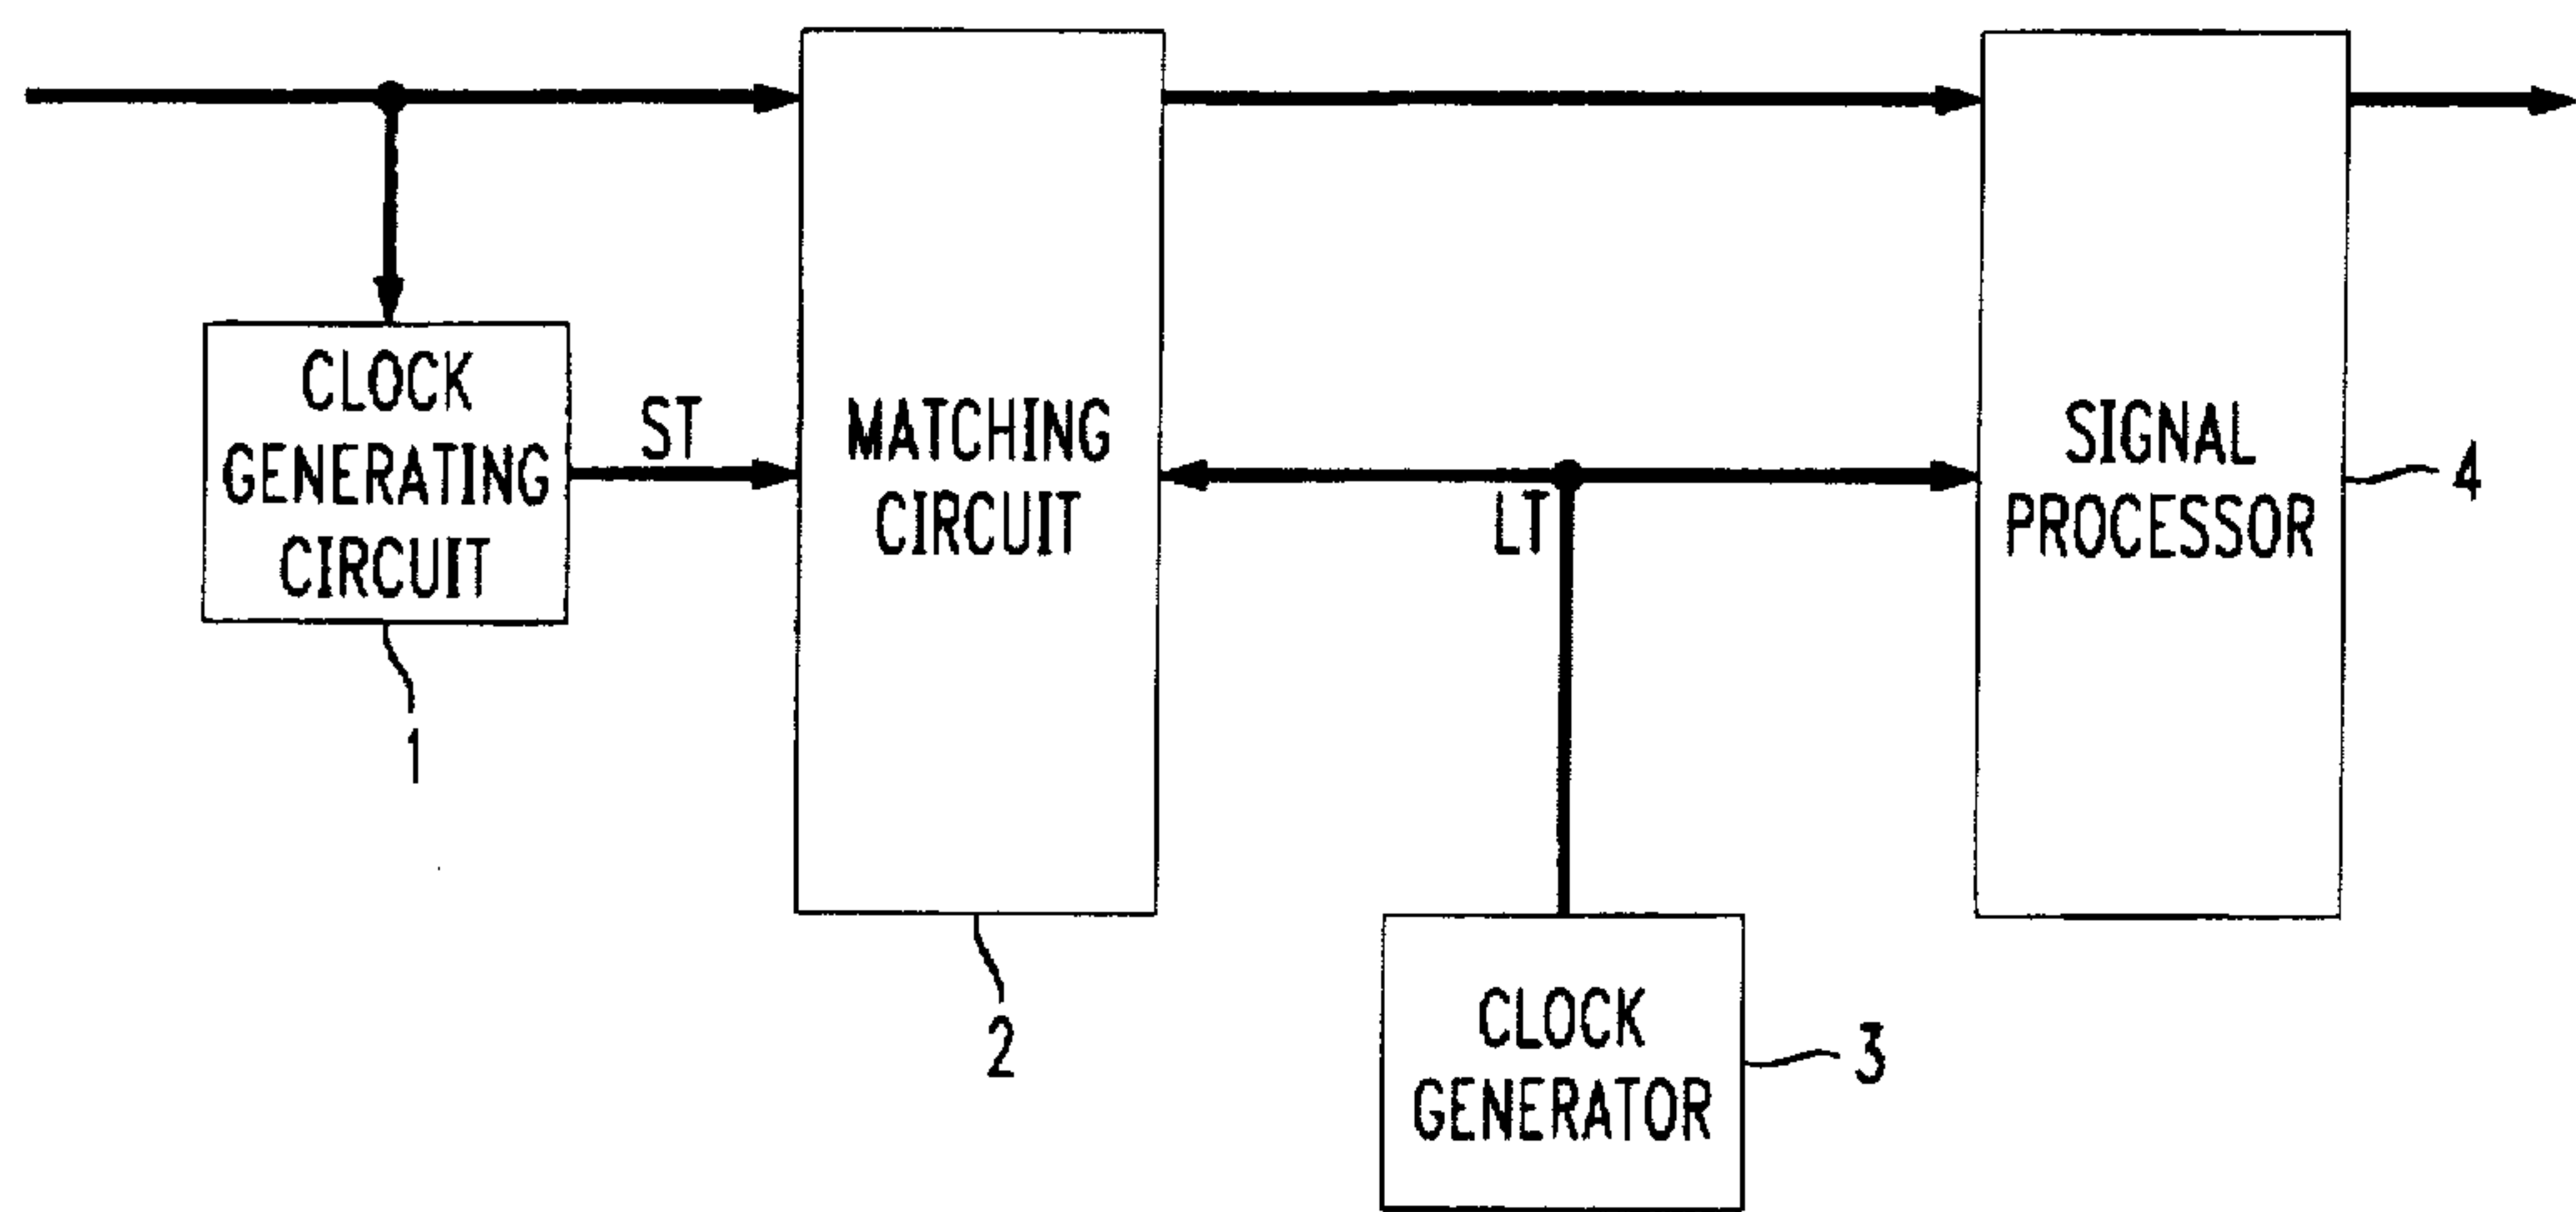 CLOCK
GENERATING
CIRCUIT
1
ST
MATCHING
CIRCUIT
2
LT
CLOCK
GENERATOR
3
SIGNAL
PROCESSOR
4